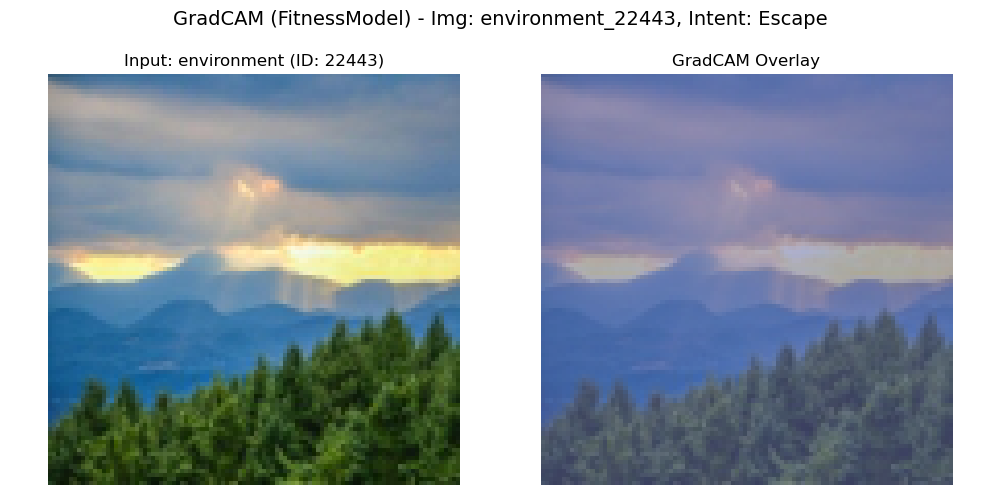 GradCAM (FitnessModel) - Img: environment_22443, Intent: Escape
Input: environment (ID: 22443)
GradCAM Overlay